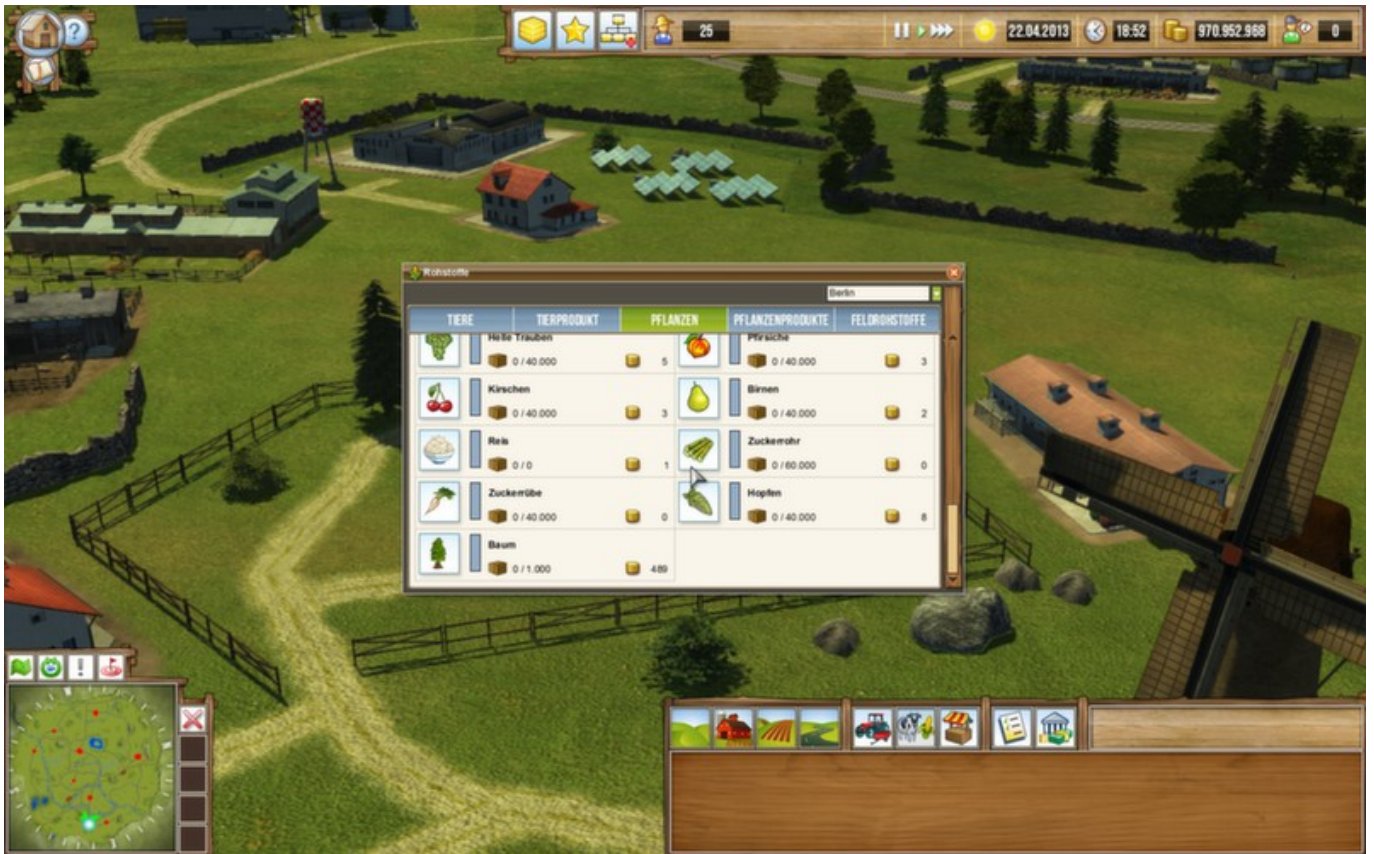 ?
25
22.04.2013
18:52
970.952.968
0
Rohstoffe
Berlin
TIERE
TIERPRODUKT
PFLANZEN
PFLANZENPRODUKTE
FELDROHSTOFFE
Helle Trauben
0 / 40.000
5
Pfirsiche
0 / 40.000
3
Kirschen
0 / 40.000
3
Birnen
0 / 40.000
2
Reis
0 / 0
1
Zuckerrohr
0 / 60.000
0
Zuckerrübe
0 / 40.000
0
Hopfen
0 / 40.000
8
Baum
0 / 1.000
489